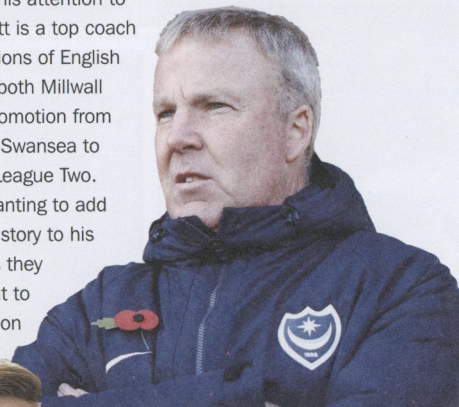 his attention to
tt is a top coach
ions of English
both Millwall
omotion from
Swansea to
League Two.
anting to add
story to his
they
t to
on